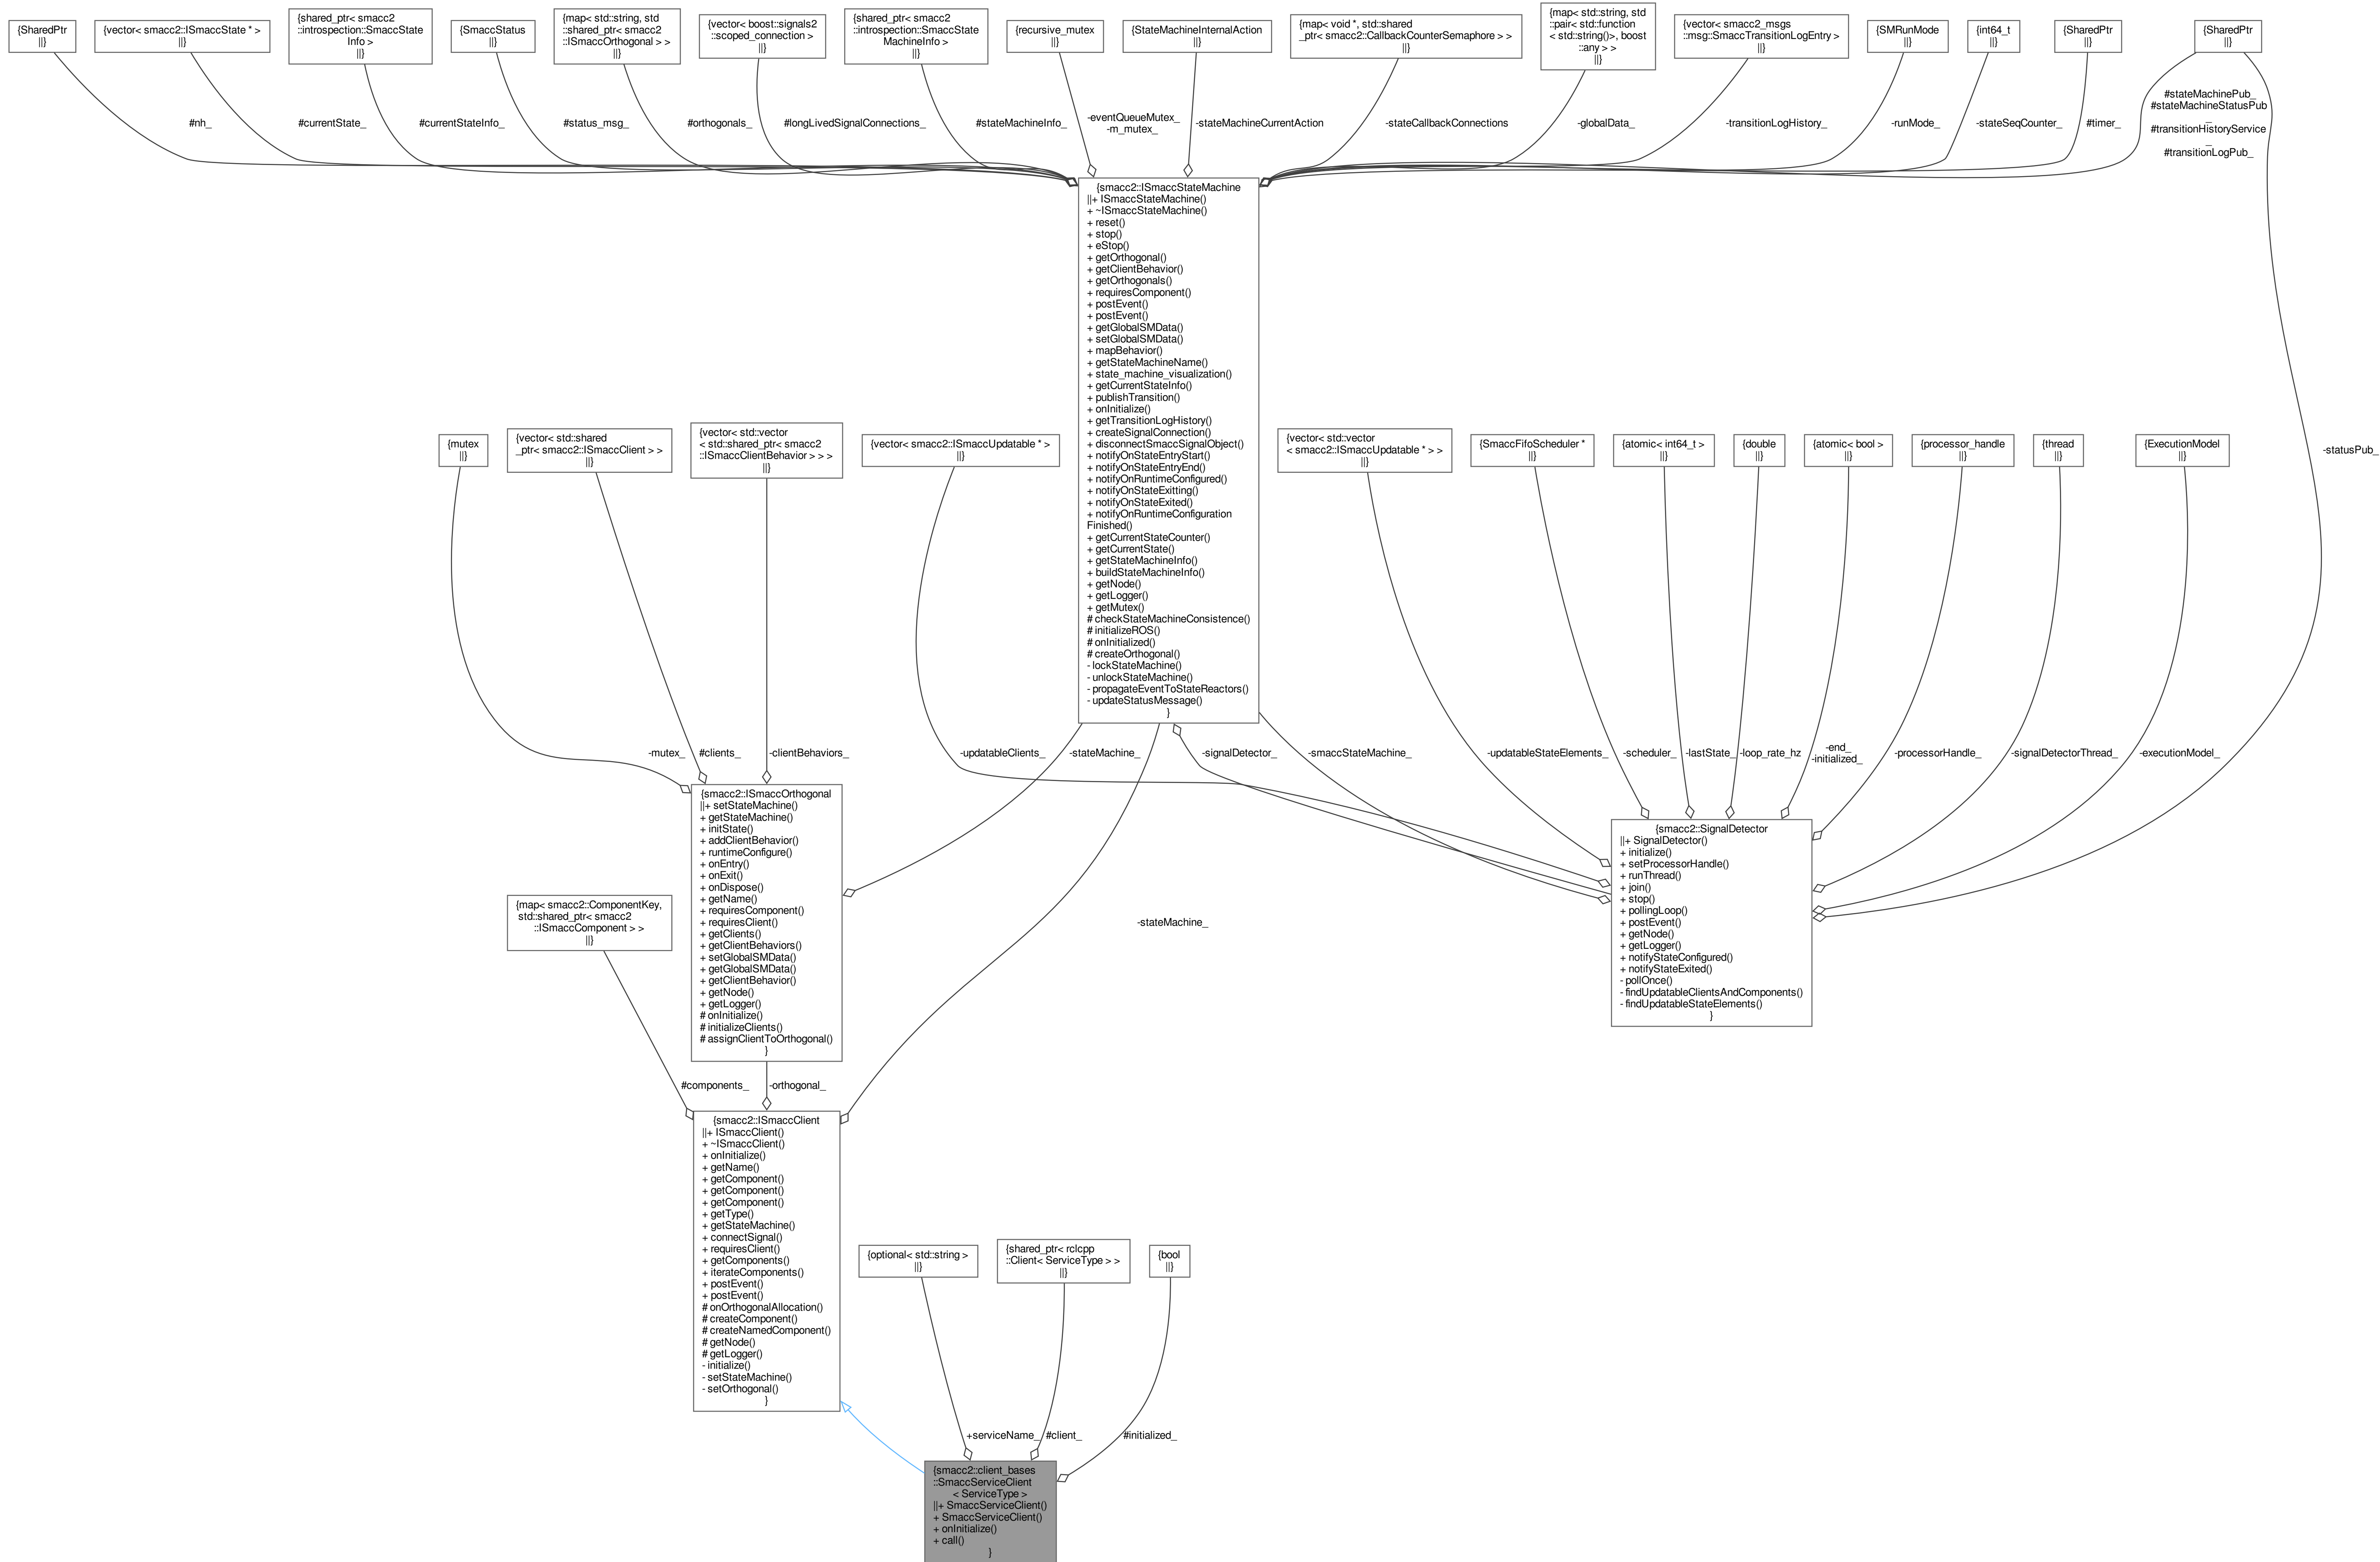 {SharedPtr
||}
{vector< smacc2::ISmaccState * >
||}
{shared_ptr< smacc2
::introspection::SmaccState
Info >
||}
{SmaccStatus
||}
{map< std::string, std
::shared_ptr< smacc2
::ISmaccOrthogonal > >
||}
{vector< boost::signals2
::scoped_connection >
||}
{shared_ptr< smacc2
::introspection::SmaccState
MachineInfo >
||}
{recursive_mutex
||}
{StateMachineInternalAction
||}
{map< void *, std::shared
_ptr< smacc2::CallbackCounterSemaphore > >
||}
{map< std::string, std
::pair< std::function
< std::string()>, boost
::any > >
||}
{vector< smacc2_msgs
::msg::SmaccTransitionLogEntry >
||}
{SMRunMode
||}
{int64_t
||}
{SharedPtr
||}
{SharedPtr
||}
#nh_
#currentState_
#currentStateInfo_
#status_msg_
#orthogonals_
#longLivedSignalConnections_
#stateMachineInfo_
-eventQueueMutex_
-m_mutex_
-stateMachineCurrentAction
-stateCallbackConnections
-globalData_
-transitionLogHistory_
-runMode_
-stateSeqCounter_
#timer_
#stateMachinePub_
#stateMachineStatusPub
_
#transitionHistoryService
_
#transitionLogPub_
{smacc2::ISmaccStateMachine
||+ ISmaccStateMachine()
+ ~ISmaccStateMachine()
+ reset()
+ stop()
+ eStop()
+ getOrthogonal()
+ getClientBehavior()
+ getOrthogonals()
+ requiresComponent()
+ postEvent()
+ postEvent()
+ getGlobalSMData()
+ setGlobalSMData()
+ mapBehavior()
+ getStateMachineName()
+ state_machine_visualization()
+ getCurrentStateInfo()
+ publishTransition()
+ onInitialize()
+ getTransitionLogHistory()
+ createSignalConnection()
+ disconnectSmaccSignalObject()
+ notifyOnStateEntryStart()
+ notifyOnStateEntryEnd()
+ notifyOnRuntimeConfigured()
+ notifyOnStateExitting()
+ notifyOnStateExited()
+ notifyOnRuntimeConfiguration
Finished()
+ getCurrentStateCounter()
+ getCurrentState()
+ getStateMachineInfo()
+ buildStateMachineInfo()
+ getNode()
+ getLogger()
+ getMutex()
# checkStateMachineConsistence()
# initializeROS()
# onInitialized()
# createOrthogonal()
- lockStateMachine()
- unlockStateMachine()
- propagateEventToStateReactors()
- updateStatusMessage()
}
-statusPub_
{mutex
||}
{vector< std::shared
_ptr< smacc2::ISmaccClient > >
||}
{vector< std::vector
< std::shared_ptr< smacc2
::ISmaccClientBehavior > > >
||}
{vector< smacc2::ISmaccUpdatable * >
||}
{vector< std::vector
< smacc2::ISmaccUpdatable * > >
||}
{SmaccFifoScheduler *
||}
{atomic< int64_t >
||}
{double
||}
{atomic< bool >
||}
{processor_handle
||}
{thread
||}
{ExecutionModel
||}
-mutex_
#clients_
-clientBehaviors_
-updatableClients_
-stateMachine_
-signalDetector_
-smaccStateMachine_
-updatableStateElements_
-scheduler_
-lastState_
-loop_rate_hz
-end_
-initialized_
-processorHandle_
-signalDetectorThread_
-executionModel_
{smacc2::ISmaccOrthogonal
||+ setStateMachine()
+ getStateMachine()
+ initState()
+ addClientBehavior()
+ runtimeConfigure()
+ onEntry()
+ onExit()
+ onDispose()
+ getName()
+ requiresComponent()
+ requiresClient()
+ getClients()
+ getClientBehaviors()
+ setGlobalSMData()
+ getGlobalSMData()
+ getClientBehavior()
+ getNode()
+ getLogger()
# onInitialize()
# initializeClients()
# assignClientToOrthogonal()
}
{smacc2::SignalDetector
||+ SignalDetector()
+ initialize()
+ setProcessorHandle()
+ runThread()
+ join()
+ stop()
+ pollingLoop()
+ postEvent()
+ getNode()
+ getLogger()
+ notifyStateConfigured()
+ notifyStateExited()
- pollOnce()
- findUpdatableClientsAndComponents()
- findUpdatableStateElements()
}
{map< smacc2::ComponentKey,
std::shared_ptr< smacc2
::ISmaccComponent > >
||}
-stateMachine_
#components_
-orthogonal_
{smacc2::ISmaccClient
||+ ISmaccClient()
+ ~ISmaccClient()
+ onInitialize()
+ getName()
+ getComponent()
+ getComponent()
+ getComponent()
+ getType()
+ getStateMachine()
+ connectSignal()
+ requiresClient()
+ getComponents()
+ iterateComponents()
+ postEvent()
+ postEvent()
# onOrthogonalAllocation()
# createComponent()
# createNamedComponent()
# getNode()
# getLogger()
- initialize()
- setStateMachine()
- setOrthogonal()
}
{optional< std::string >
||}
{shared_ptr< rclcpp
::Client< ServiceType > >
||}
{bool
||}
+serviceName_
#client_
#initialized_
{smacc2::client_bases
::SmaccServiceClient
< ServiceType >
||+ SmaccServiceClient()
+ SmaccServiceClient()
+ onInitialize()
+ call()
}